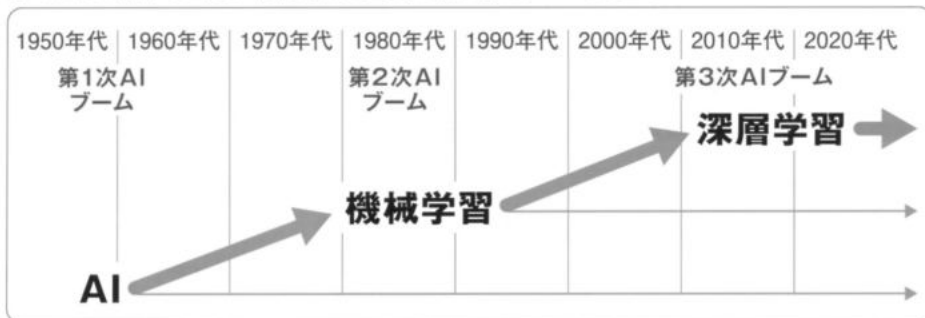 1950年代 1960年代 1970年代 1980年代 1990年代 2000年代 2010年代 2020年代
第1次AI
ブーム
第2次AI
ブーム
第3次AIブーム
深層学習
機械学習
AI